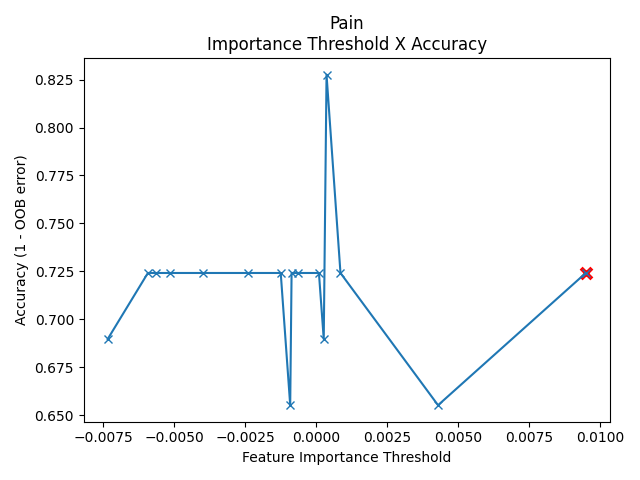 Pain
Importance Threshold X Accuracy
Accuracy (1 - OOB error)
0.825
0.800
0.775
0.750
0.725
0.700
0.675
0.650
−0.0075 −0.0050 −0.0025 0.0000 0.0025 0.0050 0.0075 0.0100
Feature Importance Threshold